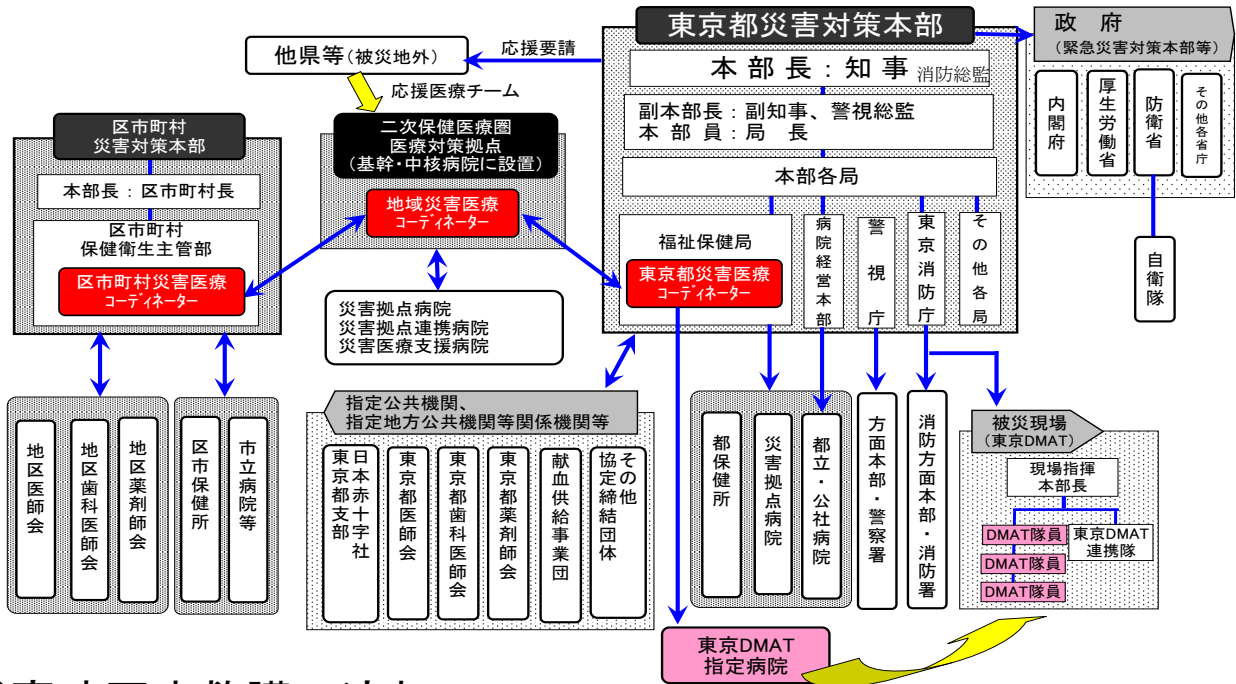 東京都災害対策本部
本部長：知事 消防総監
副本部長：副知事、警視総監
本部員：局長
本部各局
福祉保健局
東京都災害医療
ｺｰﾃﾞｨﾈｰﾀｰ
病院経営本部
警視庁
東京消防庁
その他各局
政府
（緊急災害対策本部等）
内閣府
厚生労働省
防衛省
その他各省庁
自衛隊
他県等（被災地外）
応援要請
応援医療チーム
二次保健医療圏
医療対策拠点
（基幹・中核病院に設置）
地域災害医療
ｺｰﾃﾞｨﾈｰﾀｰ
災害拠点病院
災害拠点連携病院
災害医療支援病院
区市町村
災害対策本部
本部長：区市町村長
区市町村
保健衛生主管部
区市町村災害医療
ｺｰﾃﾞｨﾈｰﾀｰ
地区医師会
地区歯科医師会
地区薬剤師会
区市保健所
市立病院等
指定公共機関、
指定地方公共機関等関係機関等
日本赤十字社
東京都支部
東京都医師会
東京都歯科医師会
東京都薬剤師会
献血供給事業団
その他
協定締結団体
都保健所
災害拠点病院
都立・公社病院
方面本部・警察署
消防方面本部・消防署
被災現場
（東京DMAT）
現場指揮
本部長
DMAT隊員
DMAT隊員
DMAT隊員
東京DMAT
連携隊
東京DMAT
指定病院